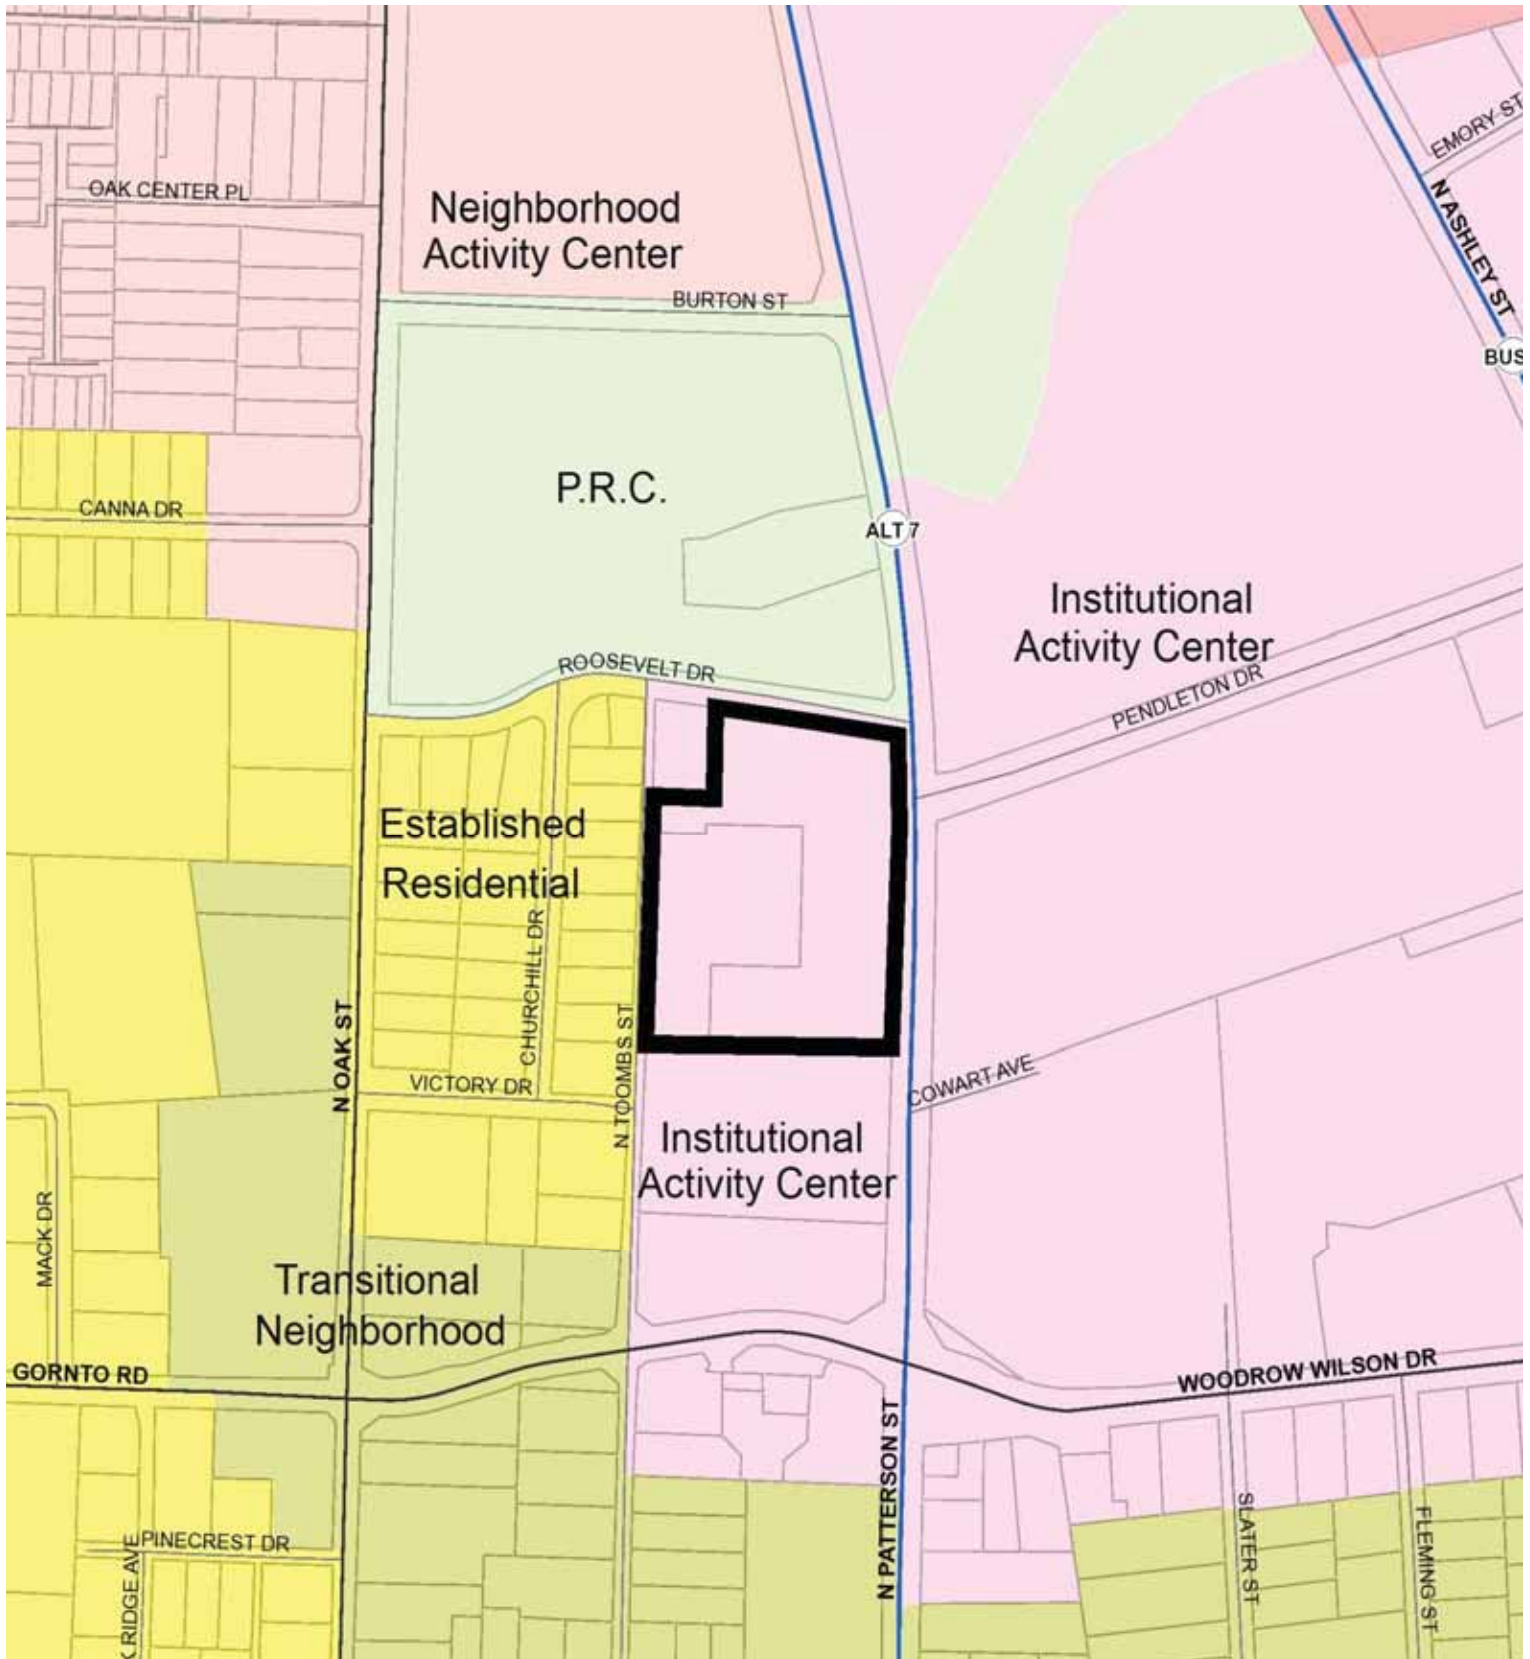 EMORY ST
OAK CENTER PL
Neighborhood
Activity Center
N ASHLEY ST
BURTON ST
BUS
P.R.C.
CANNA DR
ALT 7
Institutional
Activity Center
ROOSEVELT DR
PENDLETON DR
Established
Residential
CHURCHILL DR
N OAK ST
N TOOMBS ST
VICTORY DR
COWART AVE
Institutional
Activity Center
MACK DR
Transitional
Neighborhood
GORNTO RD
WOODROW WILSON DR
N PATTERSON ST
SLATER ST
FLEMING ST
PINECREST DR
K RIDGE AVE